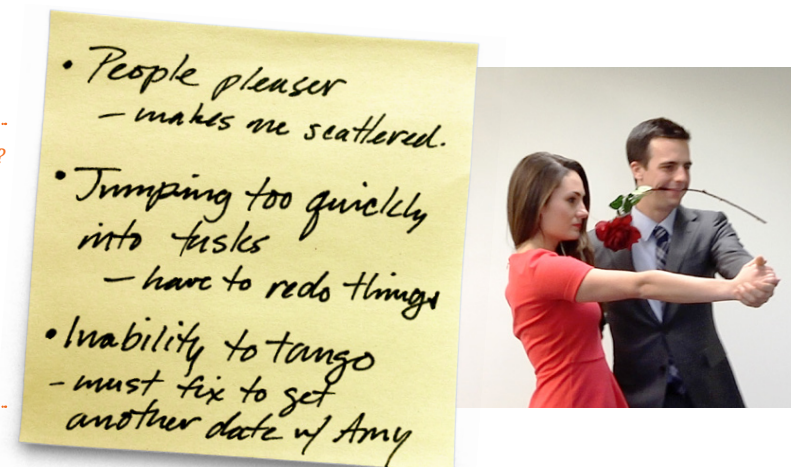 • People pleaser
– makes me scattered.
• Jumping too quickly
into tasks
– have to redo things
• Inability to tango
– must fix to get
another date w/ Amy
?